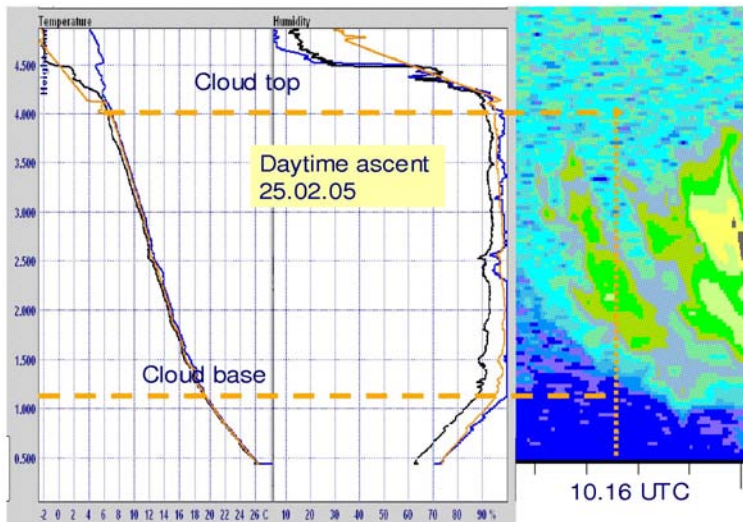 Temperature
Humidity
Height
4.500
4.000
3.500
3.000
2.500
2.000
1.500
1.000
0.500
Cloud top
Daytime ascent
25.02.05
Cloud base
-2 0 2 4 6 8 10 12 14 16 18 20 22 24 26 C
10 20 30 40 50 60 70 80 90 %
10.16 UTC